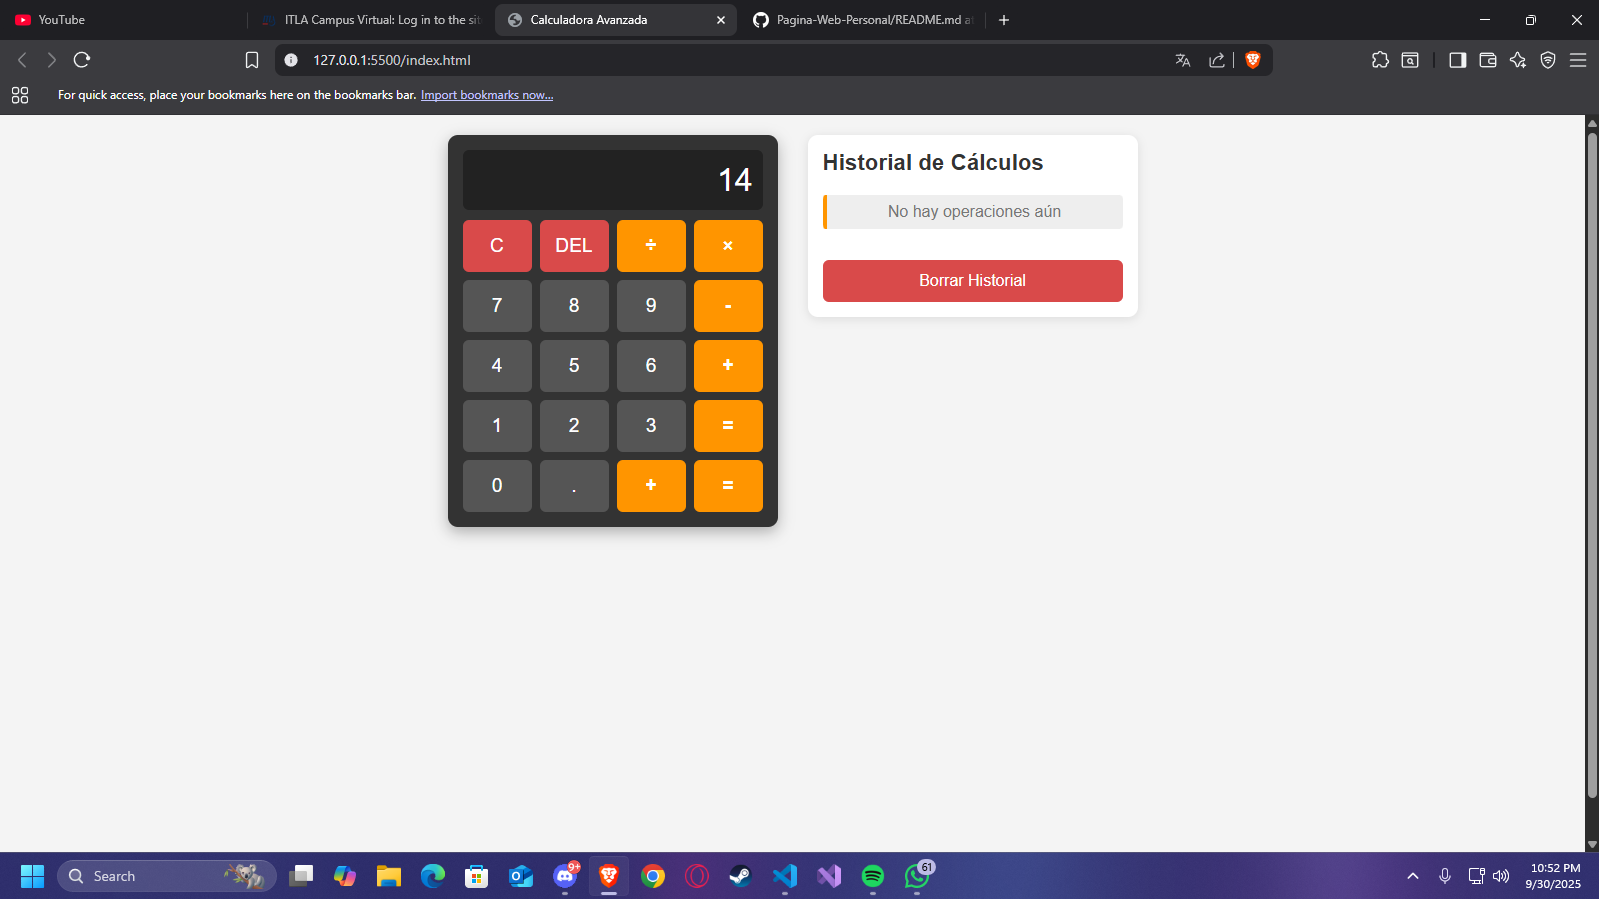 YouTube
ITLA Campus Virtual: Log in to the sit
Calculadora Avanzada
Pagina-Web-Personal/README.md at
127.0.0.1:5500/index.html
For quick access, place your bookmarks here on the bookmarks bar. Import bookmarks now...
14
C DEL ÷ ×
7 8 9 -
4 5 6 +
1 2 3 =
0 . + =
Historial de Cálculos
No hay operaciones aún
Borrar Historial
Search
9+
61
10:52 PM
9/30/2025